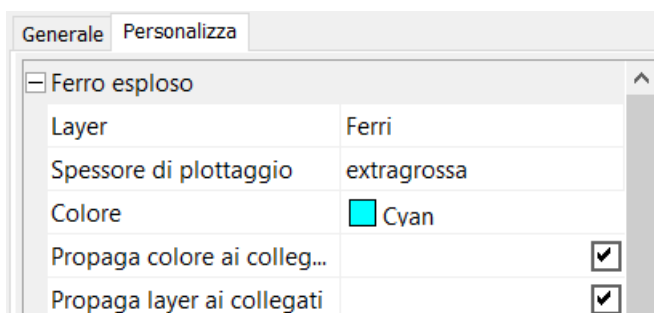 Generale Personalizza
Ferro esploso
Layer Ferri
Spessore di plottaggio extragrossa
Colore Cyan
Propaga colore ai colleg...
Propaga layer ai collegati